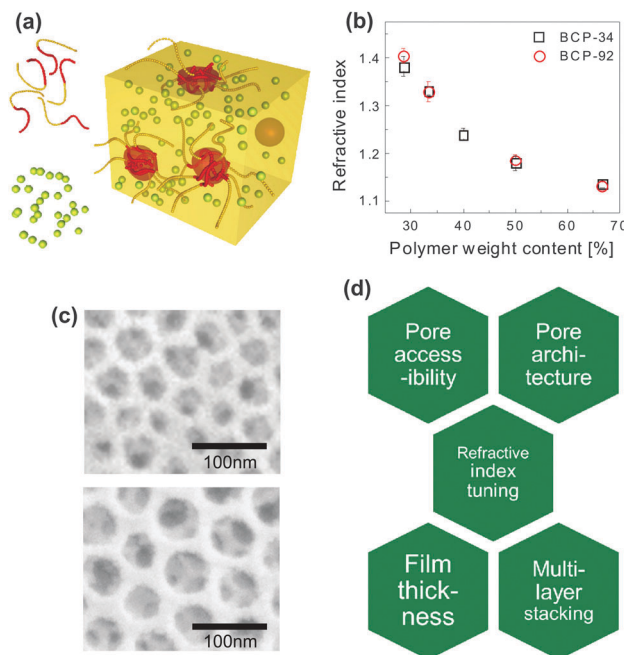 (a)
(b)
BCP-34
BCP-92
Refractive index
1.4
1.3
1.2
1.1
30 40 50 60 70
Polymer weight content [%]
(c)
100nm
100nm
(d)
Pore
access
-ibility
Pore
archi-
tecture
Refractive
index
tuning
Film
thick-
ness
Multi-
layer
stacking